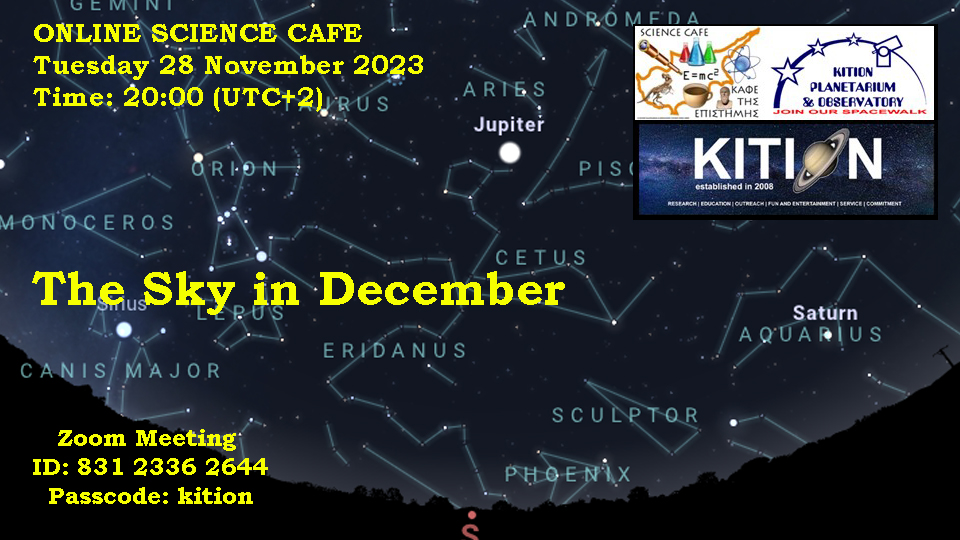 GEMINI
ANDROMEDA
ONLINE SCIENCE CAFE
Tuesday 28 November 2023
Time: 20:00 (UTC+2)
URUS
ARIES
Jupiter
SCIENCE CAFE
E=mc²
ΚΑΦΕ
ΤΗΣ
ΕΠΙΣΤΗΜΗΣ
KITION
PLANETARIUM
& OBSERVATORY
JOIN OUR SPACEWALK
KITION
established in 2008
RESEARCH | EDUCATION | OUTREACH | FUN AND ENTERTAINMENT | SERVICE | COMMITMENT
ORION
PISC
MONOCEROS
CETUS
The Sky in December
Sirius
LEPUS
Saturn
AQUARIUS
ERIDANUS
CANIS MAJOR
SCULPTOR
Zoom Meeting
ID: 831 2336 2644
Passcode: kition
PHOENIX
S